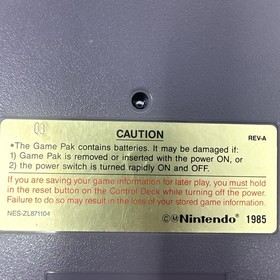 CAUTION
REV-A
•The Game Pak contains batteries. It may be damaged if:
1) Game Pak is removed or inserted with the power ON, or
2) the power switch is turned rapidly ON and OFF.
If you are saving your game information for later play, you must hold
in the reset button on the Control Deck while turning off the power.
Failure to do so may result in the loss of your stored game information.
NES-ZL871104
©ⓂNintendo® 1985